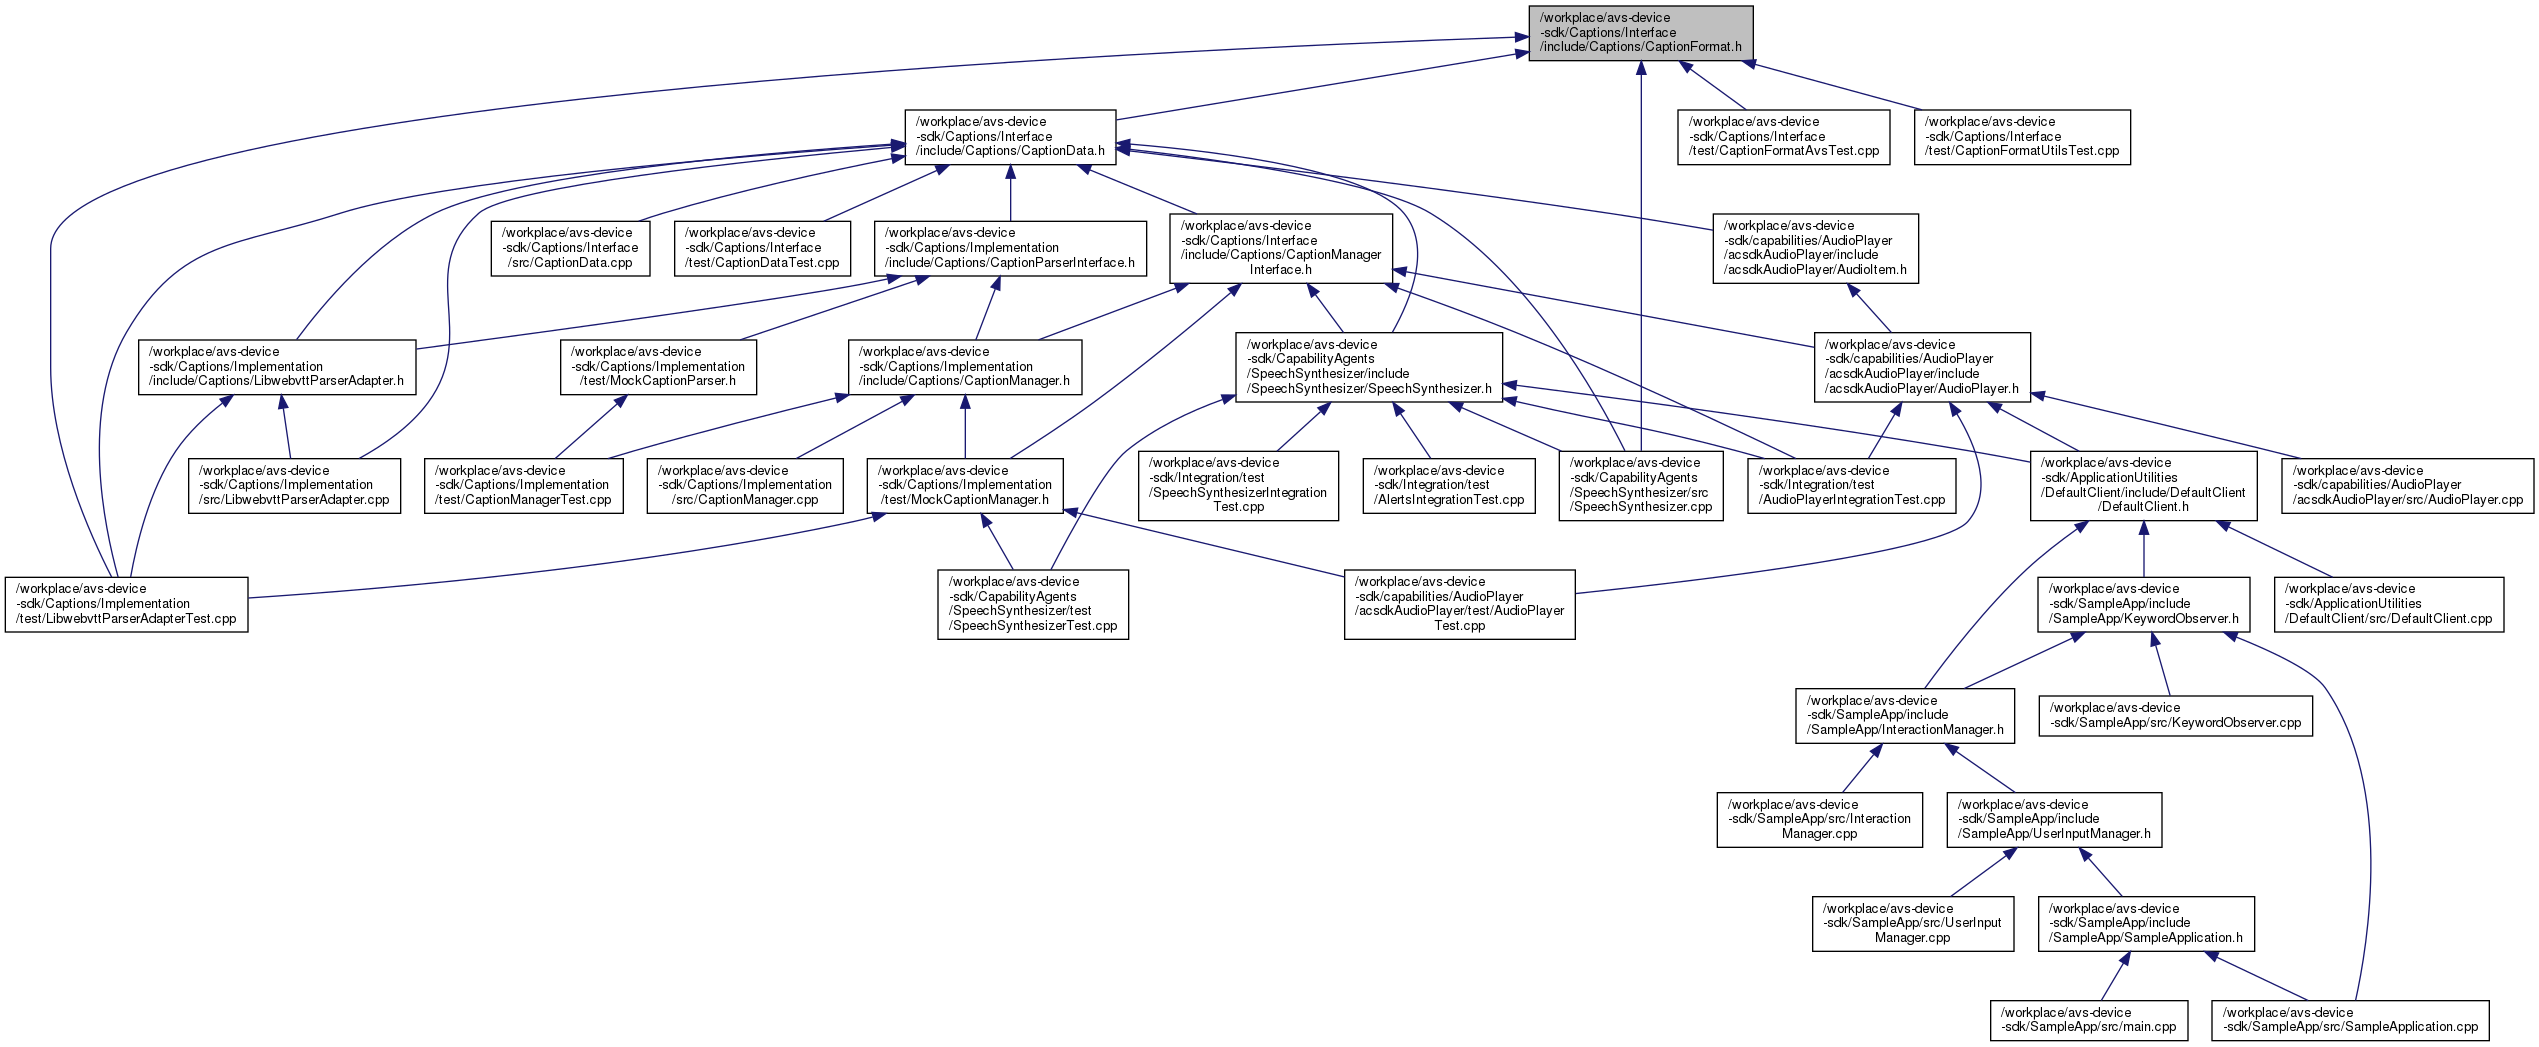 /workplace/avs-device
-sdk/Captions/Interface
/include/Captions/CaptionFormat.h
/workplace/avs-device
-sdk/Captions/Interface
/include/Captions/CaptionData.h
/workplace/avs-device
-sdk/Captions/Interface
/test/CaptionFormatAvsTest.cpp
/workplace/avs-device
-sdk/Captions/Interface
/test/CaptionFormatUtilsTest.cpp
/workplace/avs-device
-sdk/Captions/Interface
/src/CaptionData.cpp
/workplace/avs-device
-sdk/Captions/Interface
/test/CaptionDataTest.cpp
/workplace/avs-device
-sdk/Captions/Implementation
/include/Captions/CaptionParserInterface.h
/workplace/avs-device
-sdk/Captions/Interface
/include/Captions/CaptionManager
Interface.h
/workplace/avs-device
-sdk/capabilities/AudioPlayer
/acsdkAudioPlayer/include
/acsdkAudioPlayer/AudioItem.h
/workplace/avs-device
-sdk/Captions/Implementation
/include/Captions/LibwebvttParserAdapter.h
/workplace/avs-device
-sdk/Captions/Implementation
/test/MockCaptionParser.h
/workplace/avs-device
-sdk/Captions/Implementation
/include/Captions/CaptionManager.h
/workplace/avs-device
-sdk/CapabilityAgents
/SpeechSynthesizer/include
/SpeechSynthesizer/SpeechSynthesizer.h
/workplace/avs-device
-sdk/capabilities/AudioPlayer
/acsdkAudioPlayer/include
/acsdkAudioPlayer/AudioPlayer.h
/workplace/avs-device
-sdk/Captions/Implementation
/src/LibwebvttParserAdapter.cpp
/workplace/avs-device
-sdk/Captions/Implementation
/test/CaptionManagerTest.cpp
/workplace/avs-device
-sdk/Captions/Implementation
/src/CaptionManager.cpp
/workplace/avs-device
-sdk/Captions/Implementation
/test/MockCaptionManager.h
/workplace/avs-device
-sdk/Integration/test
/SpeechSynthesizerIntegration
Test.cpp
/workplace/avs-device
-sdk/Integration/test
/AlertsIntegrationTest.cpp
/workplace/avs-device
-sdk/CapabilityAgents
/SpeechSynthesizer/src
/SpeechSynthesizer.cpp
/workplace/avs-device
-sdk/Integration/test
/AudioPlayerIntegrationTest.cpp
/workplace/avs-device
-sdk/ApplicationUtilities
/DefaultClient/include/DefaultClient
/DefaultClient.h
/workplace/avs-device
-sdk/capabilities/AudioPlayer
/acsdkAudioPlayer/src/AudioPlayer.cpp
/workplace/avs-device
-sdk/Captions/Implementation
/test/LibwebvttParserAdapterTest.cpp
/workplace/avs-device
-sdk/CapabilityAgents
/SpeechSynthesizer/test
/SpeechSynthesizerTest.cpp
/workplace/avs-device
-sdk/capabilities/AudioPlayer
/acsdkAudioPlayer/test/AudioPlayer
Test.cpp
/workplace/avs-device
-sdk/SampleApp/include
/SampleApp/KeywordObserver.h
/workplace/avs-device
-sdk/ApplicationUtilities
/DefaultClient/src/DefaultClient.cpp
/workplace/avs-device
-sdk/SampleApp/include
/SampleApp/InteractionManager.h
/workplace/avs-device
-sdk/SampleApp/src/KeywordObserver.cpp
/workplace/avs-device
-sdk/SampleApp/src/Interaction
Manager.cpp
/workplace/avs-device
-sdk/SampleApp/include
/SampleApp/UserInputManager.h
/workplace/avs-device
-sdk/SampleApp/src/UserInput
Manager.cpp
/workplace/avs-device
-sdk/SampleApp/include
/SampleApp/SampleApplication.h
/workplace/avs-device
-sdk/SampleApp/src/main.cpp
/workplace/avs-device
-sdk/SampleApp/src/SampleApplication.cpp